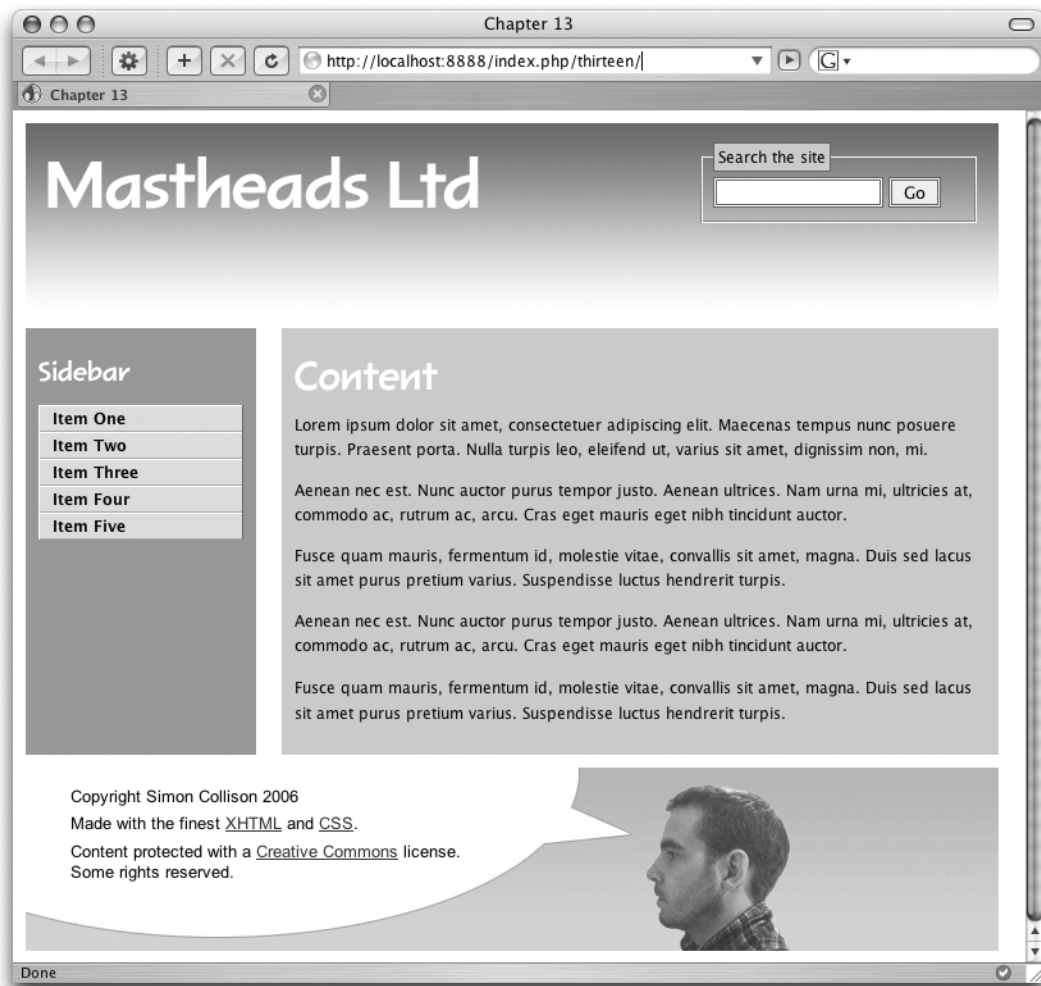 Chapter 13
http://localhost:8888/index.php/thirteen/
G
Chapter 13
Mastheads Ltd
Search the site
Go
Sidebar
Item One
Item Two
Item Three
Item Four
Item Five
Content
Lorem ipsum dolor sit amet, consectetuer adipiscing elit. Maecenas tempus nunc posuere
turpis. Praesent porta. Nulla turpis leo, eleifend ut, varius sit amet, dignissim non, mi.
Aenean nec est. Nunc auctor purus tempor justo. Aenean ultrices. Nam urna mi, ultricies at,
commodo ac, rutrum ac, arcu. Cras eget mauris eget nibh tincidunt auctor.
Fusce quam mauris, fermentum id, molestie vitae, convallis sit amet, magna. Duis sed lacus
sit amet purus pretium varius. Suspendisse luctus hendrerit turpis.
Aenean nec est. Nunc auctor purus tempor justo. Aenean ultrices. Nam urna mi, ultricies at,
commodo ac, rutrum ac, arcu. Cras eget mauris eget nibh tincidunt auctor.
Fusce quam mauris, fermentum id, molestie vitae, convallis sit amet, magna. Duis sed lacus
sit amet purus pretium varius. Suspendisse luctus hendrerit turpis.
Copyright Simon Collison 2006
Made with the finest XHTML and CSS.
Content protected with a Creative Commons license.
Some rights reserved.
Done